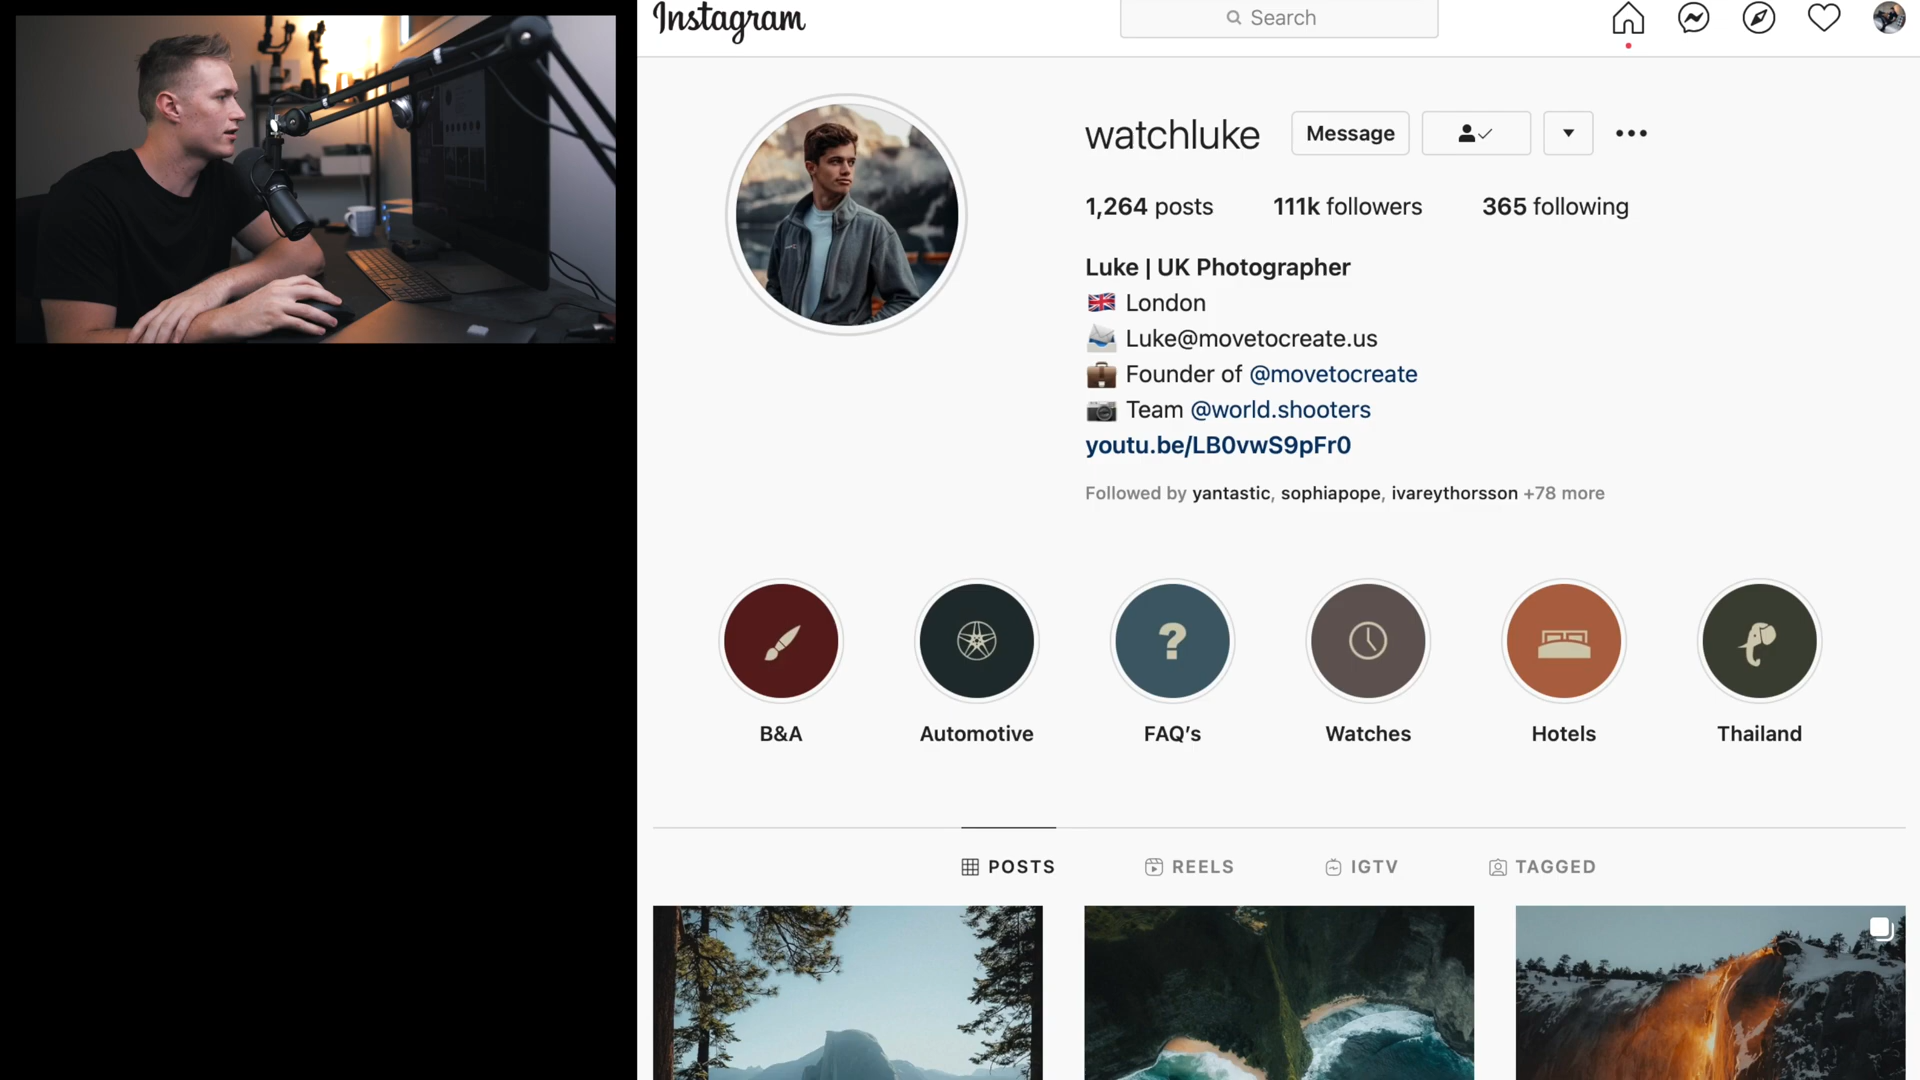 Instagram
Search
watchluke
Message
1,264 posts 111k followers 365 following
Luke | UK Photographer
London
Luke@movetocreate.us
Founder of @movetocreate
Team @world.shooters
youtu.be/LB0vwS9pFr0
Followed by yantastic, sophiapope, ivareythorsson +78 more
B&A Automotive FAQ’s Watches Hotels Thailand
POSTS REELS IGTV TAGGED